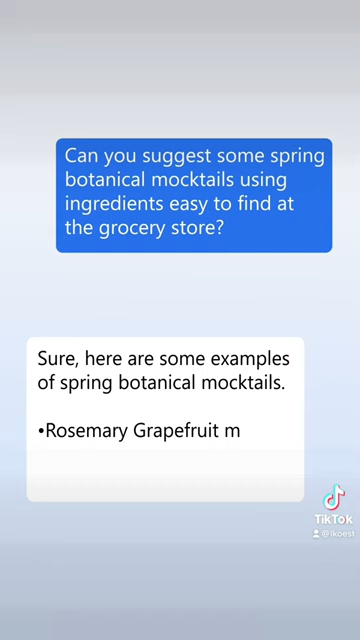 Can you suggest some spring
botanical mocktails using
ingredients easy to find at
the grocery store?
Sure, here are some examples
of spring botanical mocktails.
•Rosemary Grapefruit m
TikTok
@lkoest